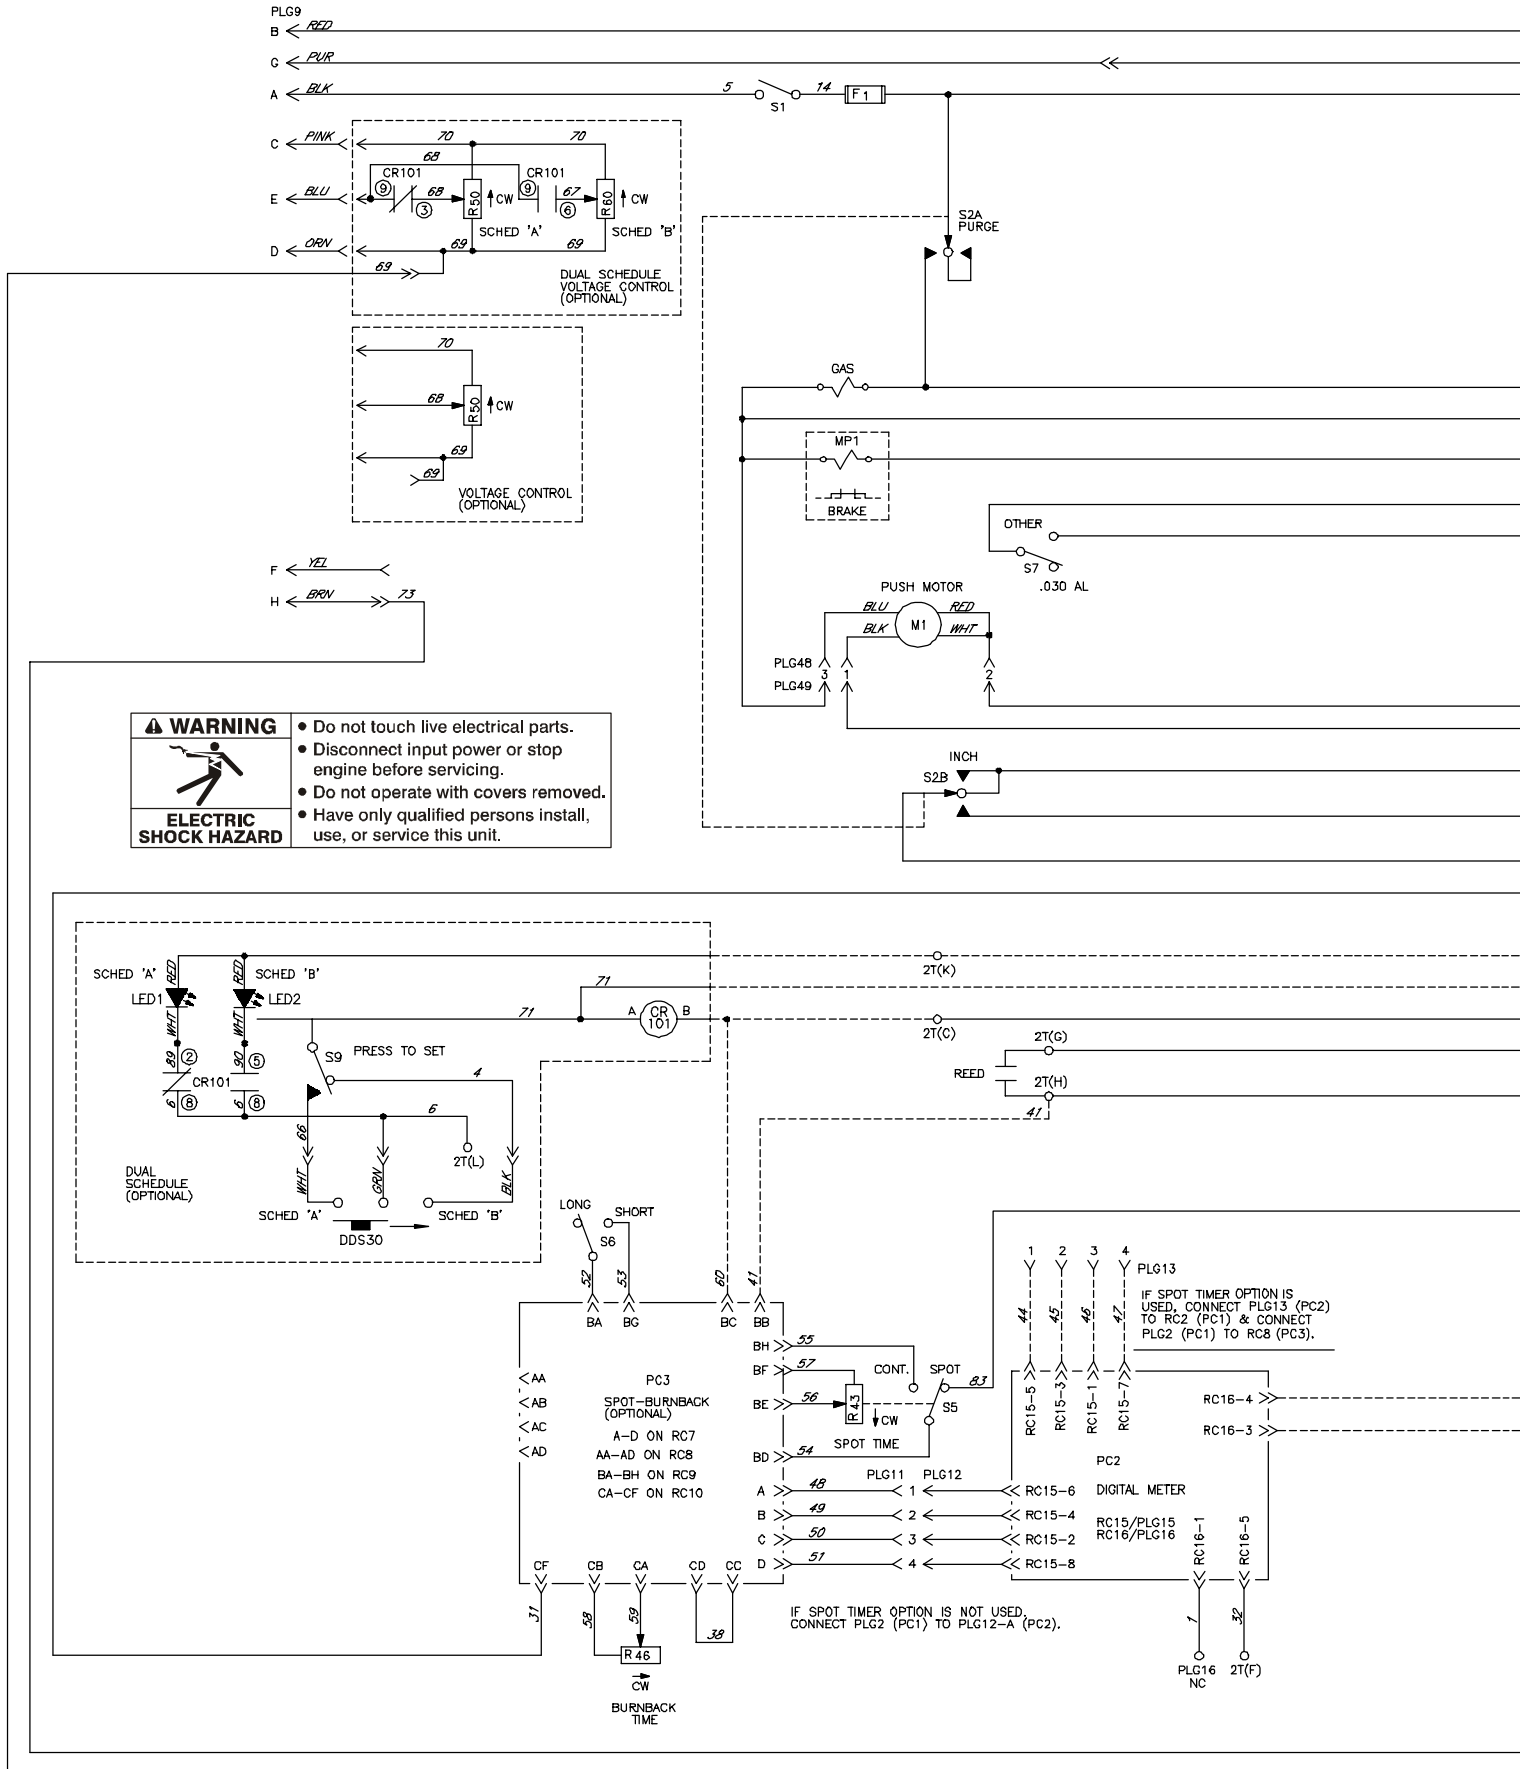 PLG9
B RED
G PUR
A BLK 5 S1 14 F1
C PINK 70 70
68
CR101 CR101
E BLU 9 68 3 R50 CW 9 67 6 R60 CW
SCHED 'A' SCHED 'B'
D ORN 69 69
69
DUAL SCHEDULE
VOLTAGE CONTROL
(OPTIONAL)
S2A
PURGE
70
68 R50 CW
69
69
VOLTAGE CONTROL
(OPTIONAL)
GAS
MP1
BRAKE
OTHER
S7
.030 AL
F YEL
H BRN 73
PUSH MOTOR
BLU RED
BLK M1 WHT
PLG48
3 1 2
PLG49
WARNING
ELECTRIC
SHOCK HAZARD
• Do not touch live electrical parts.
• Disconnect input power or stop
engine before servicing.
• Do not operate with covers removed.
• Have only qualified persons install,
use, or service this unit.
INCH
S2B
SCHED 'A' RED RED SCHED 'B'
LED1 LED2
WHT WHT
2T(K)
71
71 A CR
101 B
2T(C)
89 2 90 5
CR101
6 8 6 8
S9 PRESS TO SET
4
6
66
2T(L)
WHT GRN BLK
DUAL
SCHEDULE
(OPTIONAL)
SCHED 'A' SCHED 'B'
DDS30
2T(G)
REED
2T(H)
41
LONG SHORT
S6
52 53 60 41
BA BG BC BB
BH 55
BF 57
BE 56
BD 54
AA
AB
AC
AD
PC3
SPOT-BURNBACK
(OPTIONAL)
A-D ON RC7
AA-AD ON RC8
BA-BH ON RC9
CA-CF ON RC10
CONT. SPOT
83
S5
R43 CW
SPOT TIME
1 2 3 4
PLG13
44 45 46 47
IF SPOT TIMER OPTION IS
USED, CONNECT PLG13 (PC2)
TO RC2 (PC1) & CONNECT
PLG2 (PC1) TO RC8 (PC3).
RC15-5 RC15-3 RC15-1 RC15-7
RC16-4
RC16-3
PC2
DIGITAL METER
RC15/PLG15
RC16/PLG16
PLG11 PLG12
A 48 1 RC15-6
B 49 2 RC15-4
C 50 3 RC15-2
D 51 4 RC15-8
RC16-1 RC16-5
CF CB CA CD CC
31 58 59 38
R46
CW
BURNBACK
TIME
IF SPOT TIMER OPTION IS NOT USED,
CONNECT PLG2 (PC1) TO PLG12-A (PC2).
1 32
PLG16
NC
2T(F)